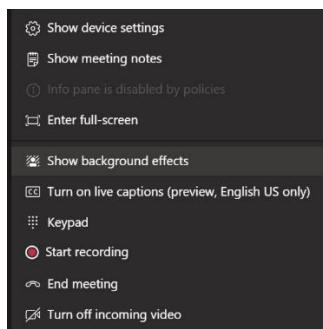 Show device settings
Show meeting notes
Info pane is disabled by policies
Enter full-screen
Show background effects
CC Turn on live captions (preview, English US only)
Keypad
Start recording
End meeting
Turn off incoming video